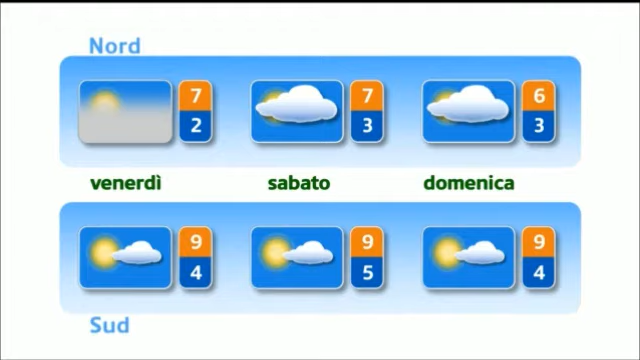 Nord
7 7 6
2 3 3
venerdì sabato domenica
9 9 9
4 5 4
Sud